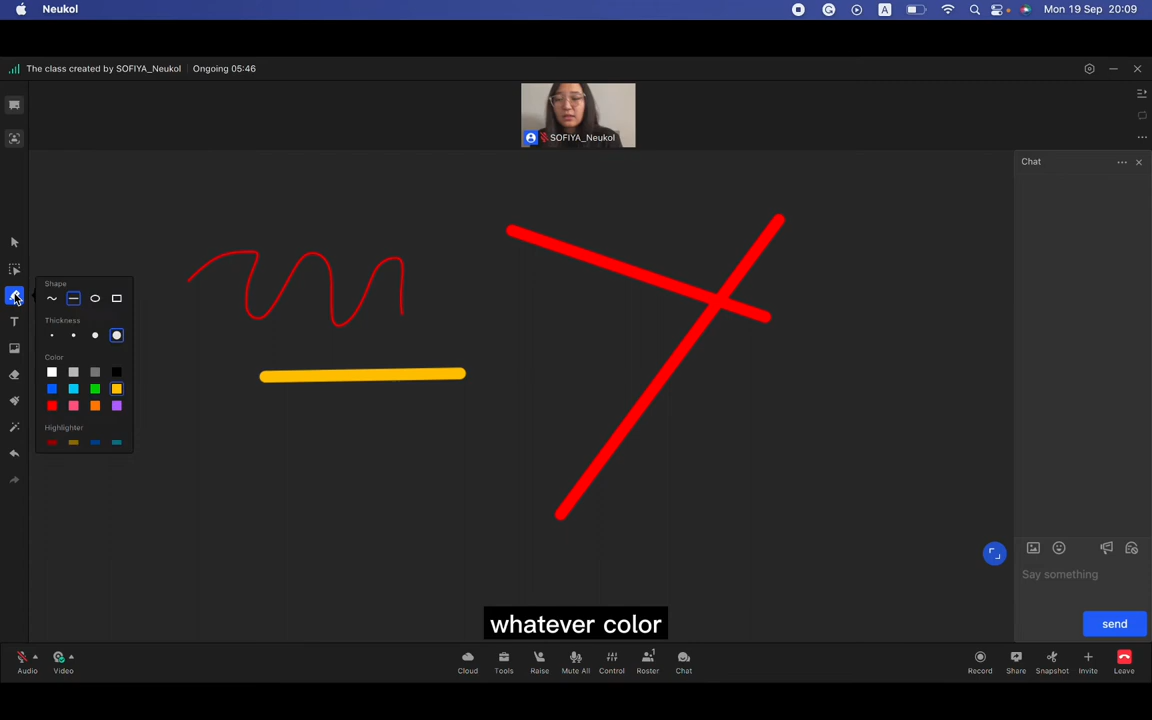 Neukol
A
Mon 19 Sep 20:09
The class created by SOFIYA_Neukol
Ongoing 05:46
SOFIYA_Neukol
Chat
Shape
Thickness
Color
Highlighter
T
Say something
send
whatever color
Audio
Video
Cloud
Tools
Raise
Mute All
Control
1
Roster
Chat
Record
Share
Snapshot
Invite
Leave